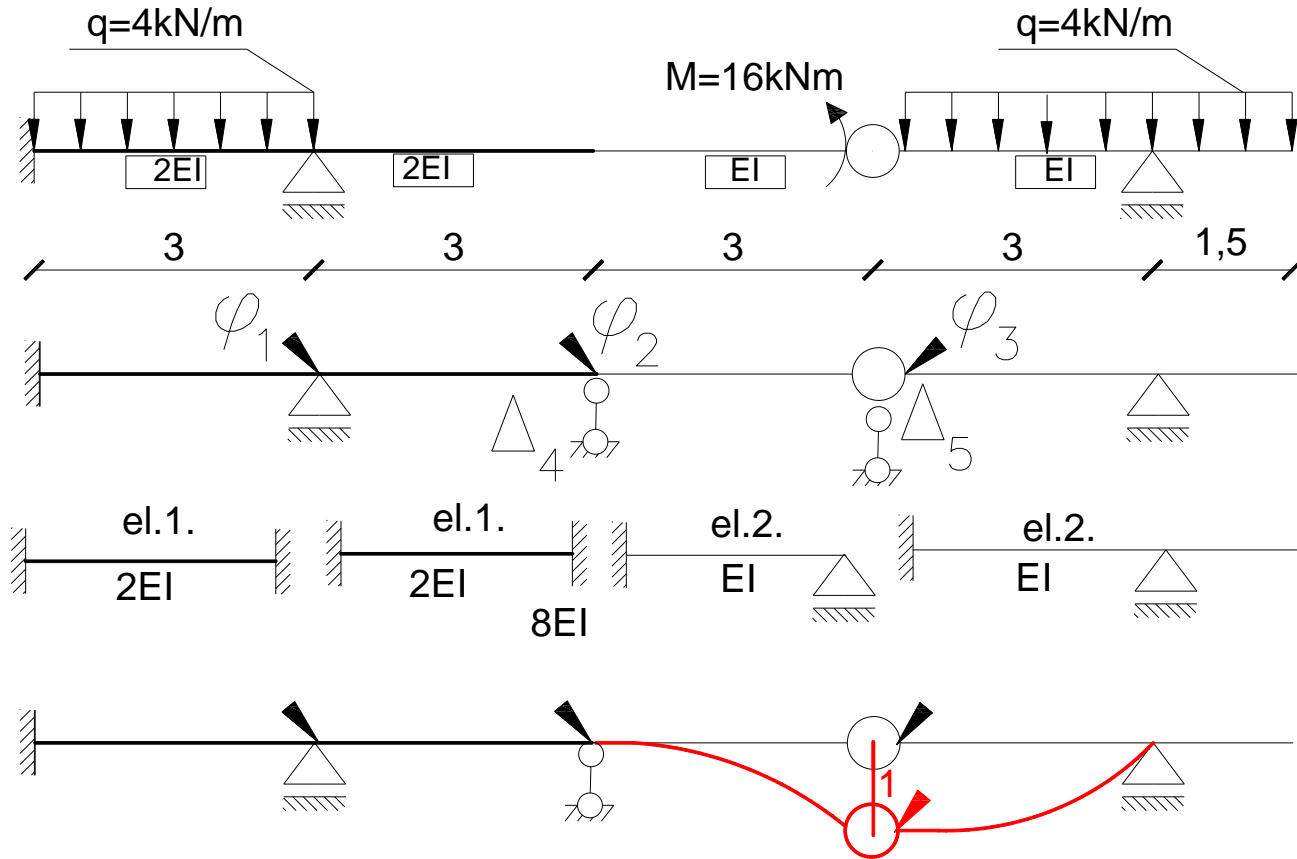 q=4kN/m q=4kN/m
M=16kNm
2EI 2EI EI EI
3 3 3 3 1,5
φ1 φ2 φ3
Δ4 Δ5
el.1. el.1. el.2. el.2.
2EI 2EI EI EI
8EI
1